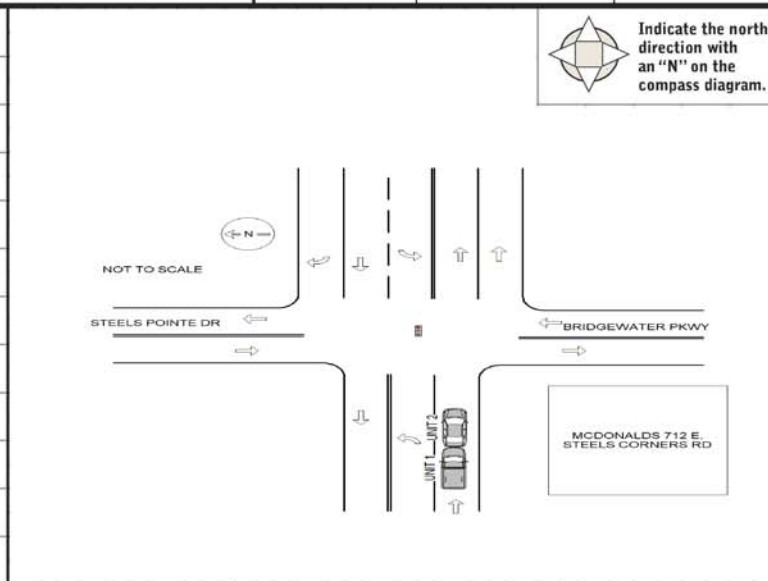 Indicate the north
direction with
an “N” on the
compass diagram.
N
NOT TO SCALE
STEELS POINTE DR
BRIDGEWATER PKWY
UNIT 2
UNIT 1
MCDONALDS 712 E.
STEELS CORNERS RD